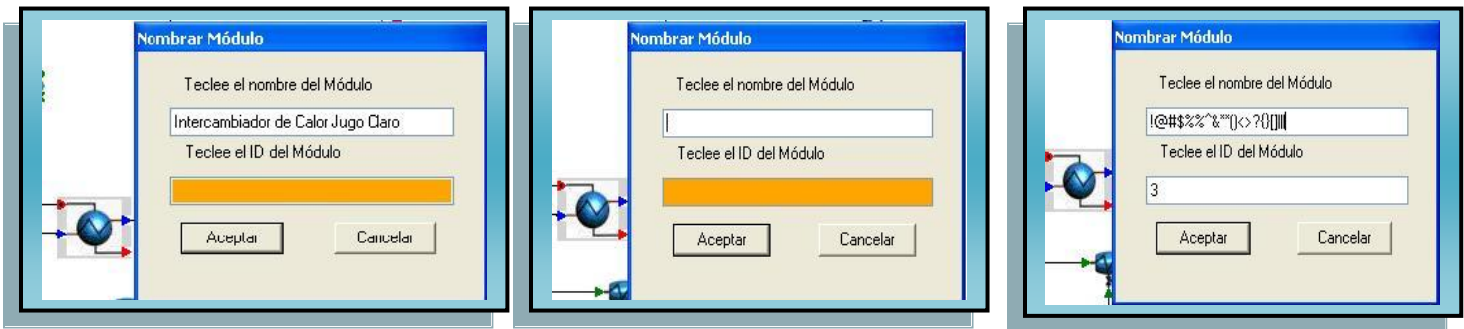 Nombrar Módulo
Teclee el nombre del Módulo
Intercambiador de Calor Jugo Claro
Teclee el ID del Módulo
Aceptar
Cancelar
Nombrar Módulo
Teclee el nombre del Módulo
Teclee el ID del Módulo
Aceptar
Cancelar
Nombrar Módulo
Teclee el nombre del Módulo
Teclee el ID del Módulo
3
Aceptar
Cancelar